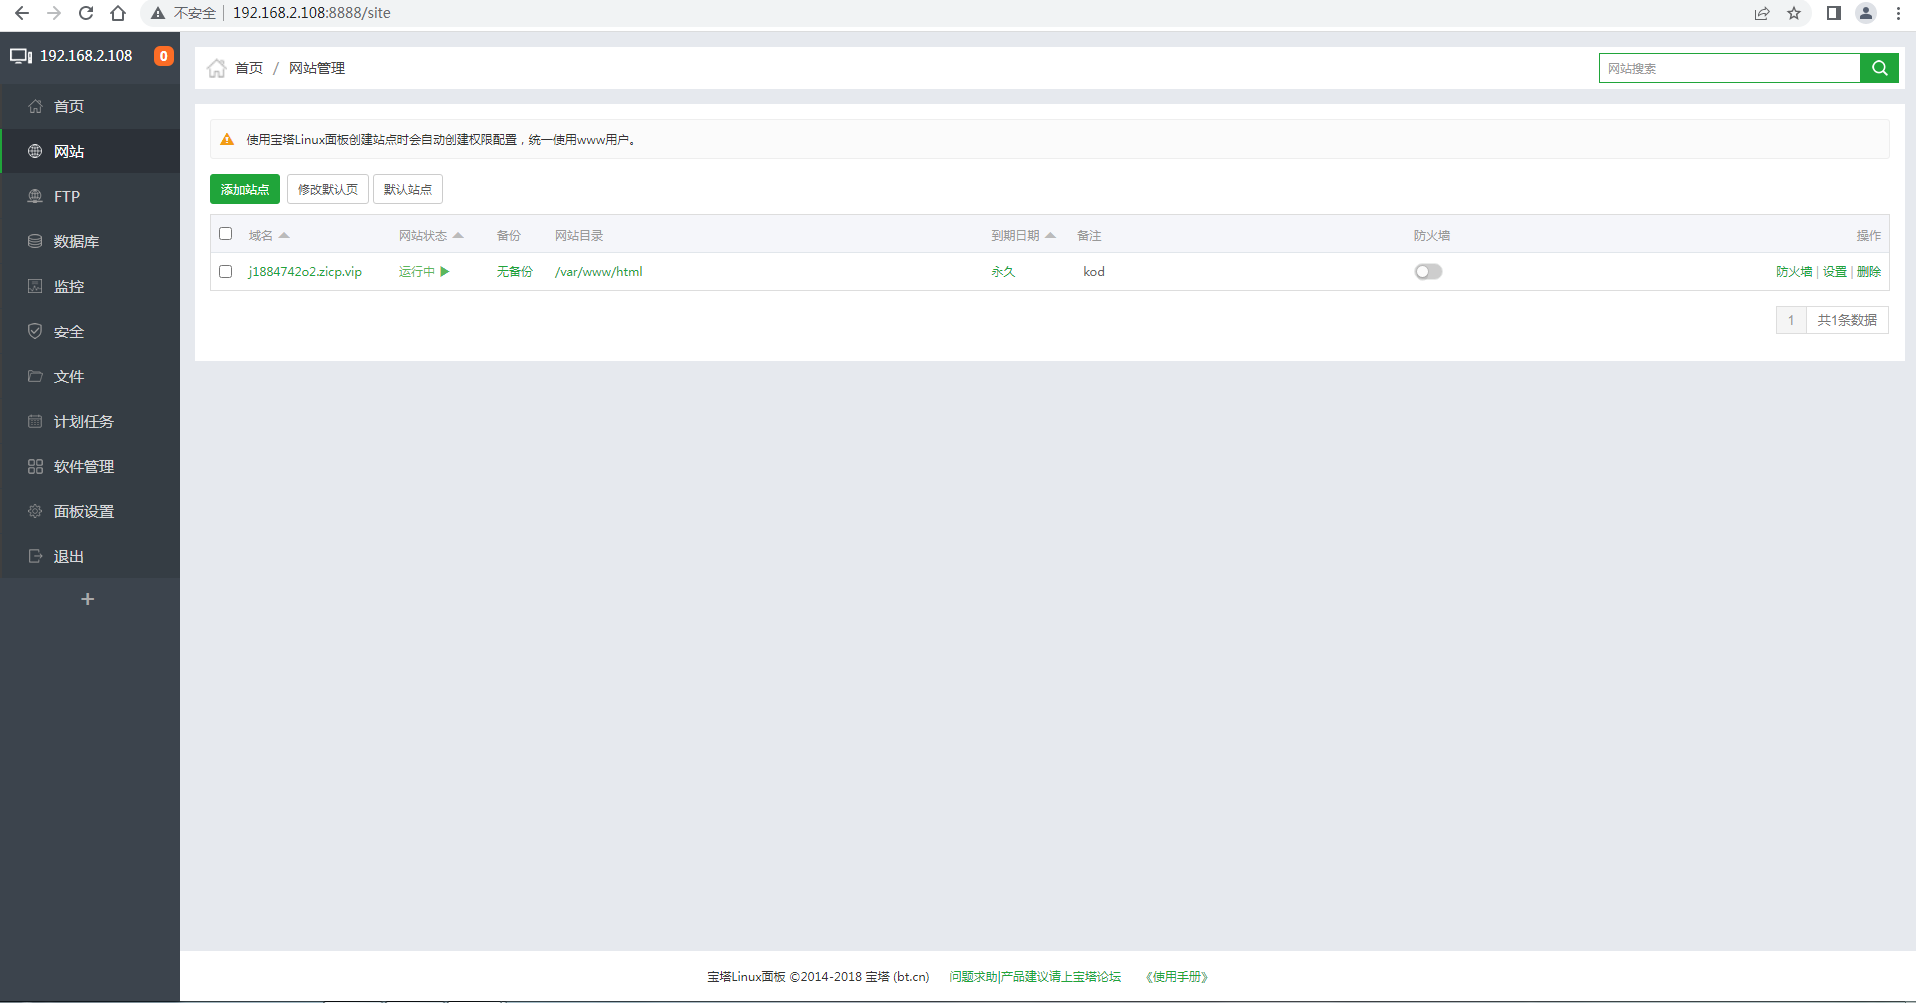 不安全 192.168.2.108:8888/site
192.168.2.108 0
首页
网站
FTP
数据库
监控
安全
文件
计划任务
软件管理
面板设置
退出
+
首页 / 网站管理
网站搜索
使用宝塔Linux面板创建站点时会自动创建权限配置，统一使用www用户。
添加站点 修改默认页 默认站点
域名 网站状态 备份 网站目录 到期日期 备注 防火墙 操作
j1884742o2.zicp.vip 运行中 无备份 /var/www/html 永久 kod 防火墙 | 设置 | 删除
1 共1条数据
宝塔Linux面板 ©2014-2018 宝塔 (bt.cn) 问题求助|产品建议请上宝塔论坛 《使用手册》